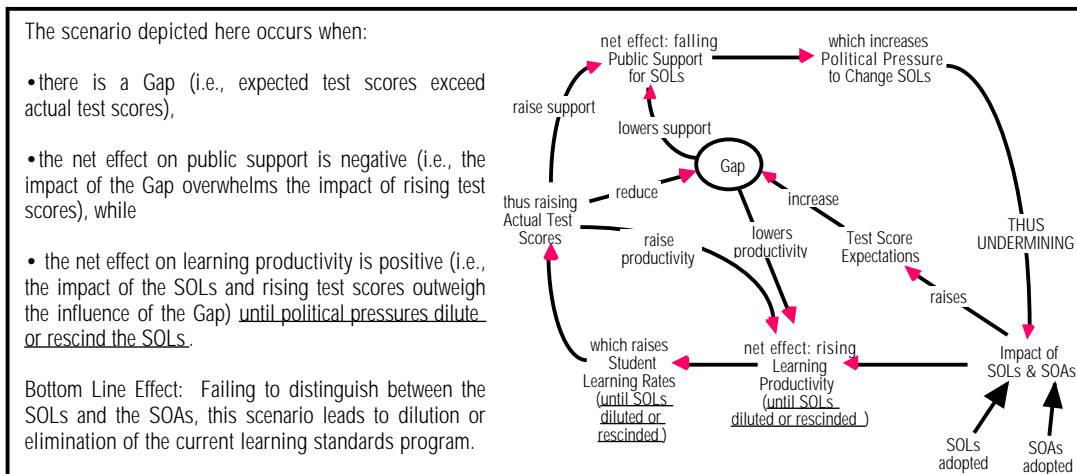 The scenario depicted here occurs when:
•there is a Gap (i.e., expected test scores exceed
actual test scores),
•the net effect on public support is negative (i.e., the
impact of the Gap overwhelms the impact of rising test
scores), while
• the net effect on learning productivity is positive (i.e.,
the impact of the SOLs and rising test scores outweigh
the influence of the Gap) until political pressures dilute
or rescind the SOLs.
Bottom Line Effect: Failing to distinguish between the
SOLs and the SOAs, this scenario leads to dilution or
elimination of the current learning standards program.
net effect: falling
Public Support
for SOLs
which increases
Political Pressure
to Change SOLs
raise support
lowers support
Gap
reduce
thus raising
Actual Test
Scores
increase
raise
productivity
lowers
productivity
Test Score
Expectations
THUS
UNDERMINING
raises
which raises
Student
Learning Rates
(until SOLs
diluted or
rescinded)
net effect: rising
Learning
Productivity
(until SOLs
diluted or rescinded)
Impact of
SOLs & SOAs
SOLs
adopted
SOAs
adopted